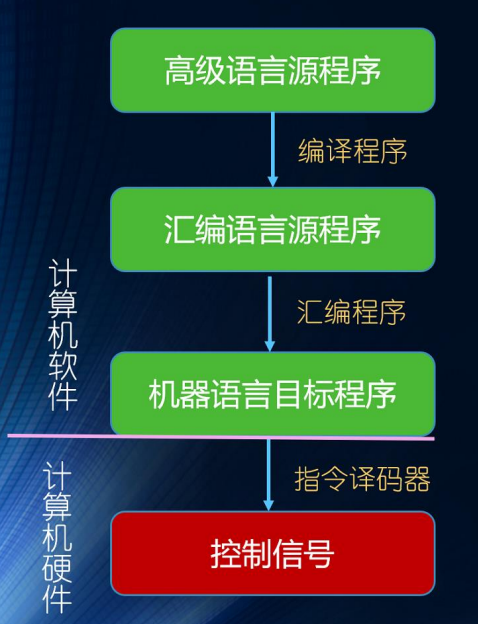 高级语言源程序
编译程序
汇编语言源程序
汇编程序
计算机软件
机器语言目标程序
指令译码器
计算机硬件
控制信号